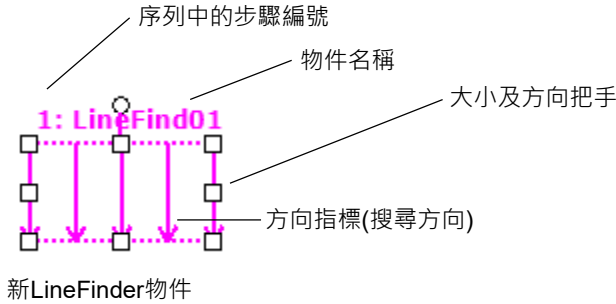 序列中的步驟編號
物件名稱
大小及方向把手
1: LineFind01
方向指標(搜尋方向)
新LineFinder物件